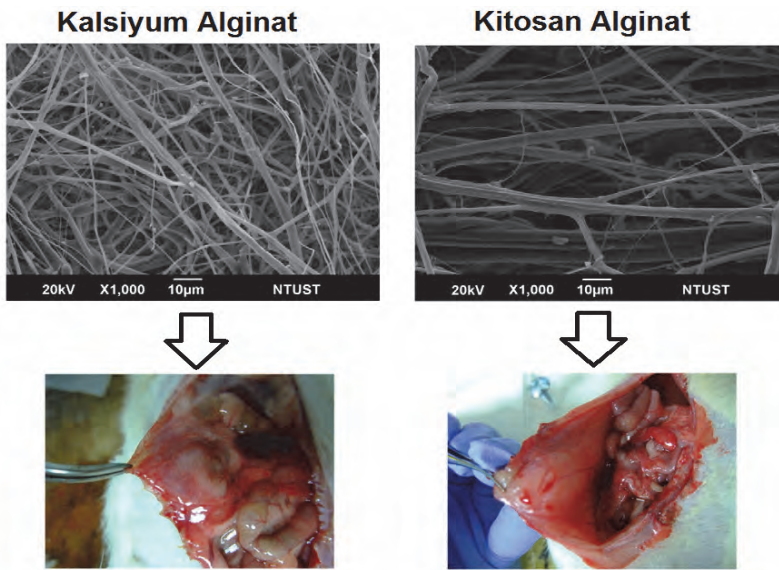 Kalsiyum Alginat
Kitosan Alginat
20kV X1,000 10µm NTUST
20kV X1,000 10µm NTUST